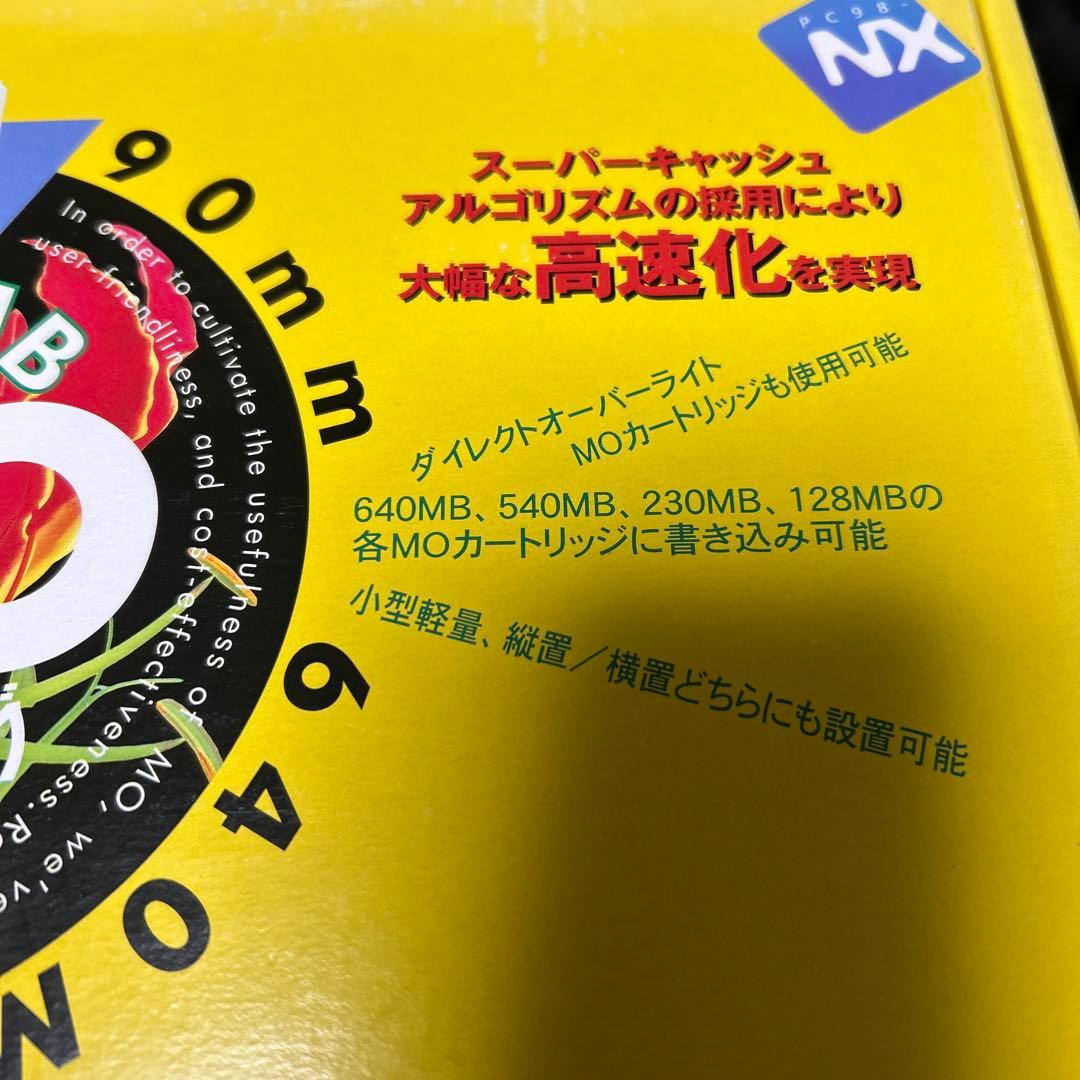 PC98-
NX
スーパーキャッシュ
アルゴリズムの採用により
大幅な高速化を実現
ダイレクトオーバーライト
MOカートリッジも使用可能
640MB、540MB、230MB、128MBの
各MOカートリッジに書き込み可能
小型軽量、縦置／横置どちらにも設置可能
90mm 640M
In order to cultivate the usefulness of MO, we've
user-friendliness, and cost-effectiveness.
AB